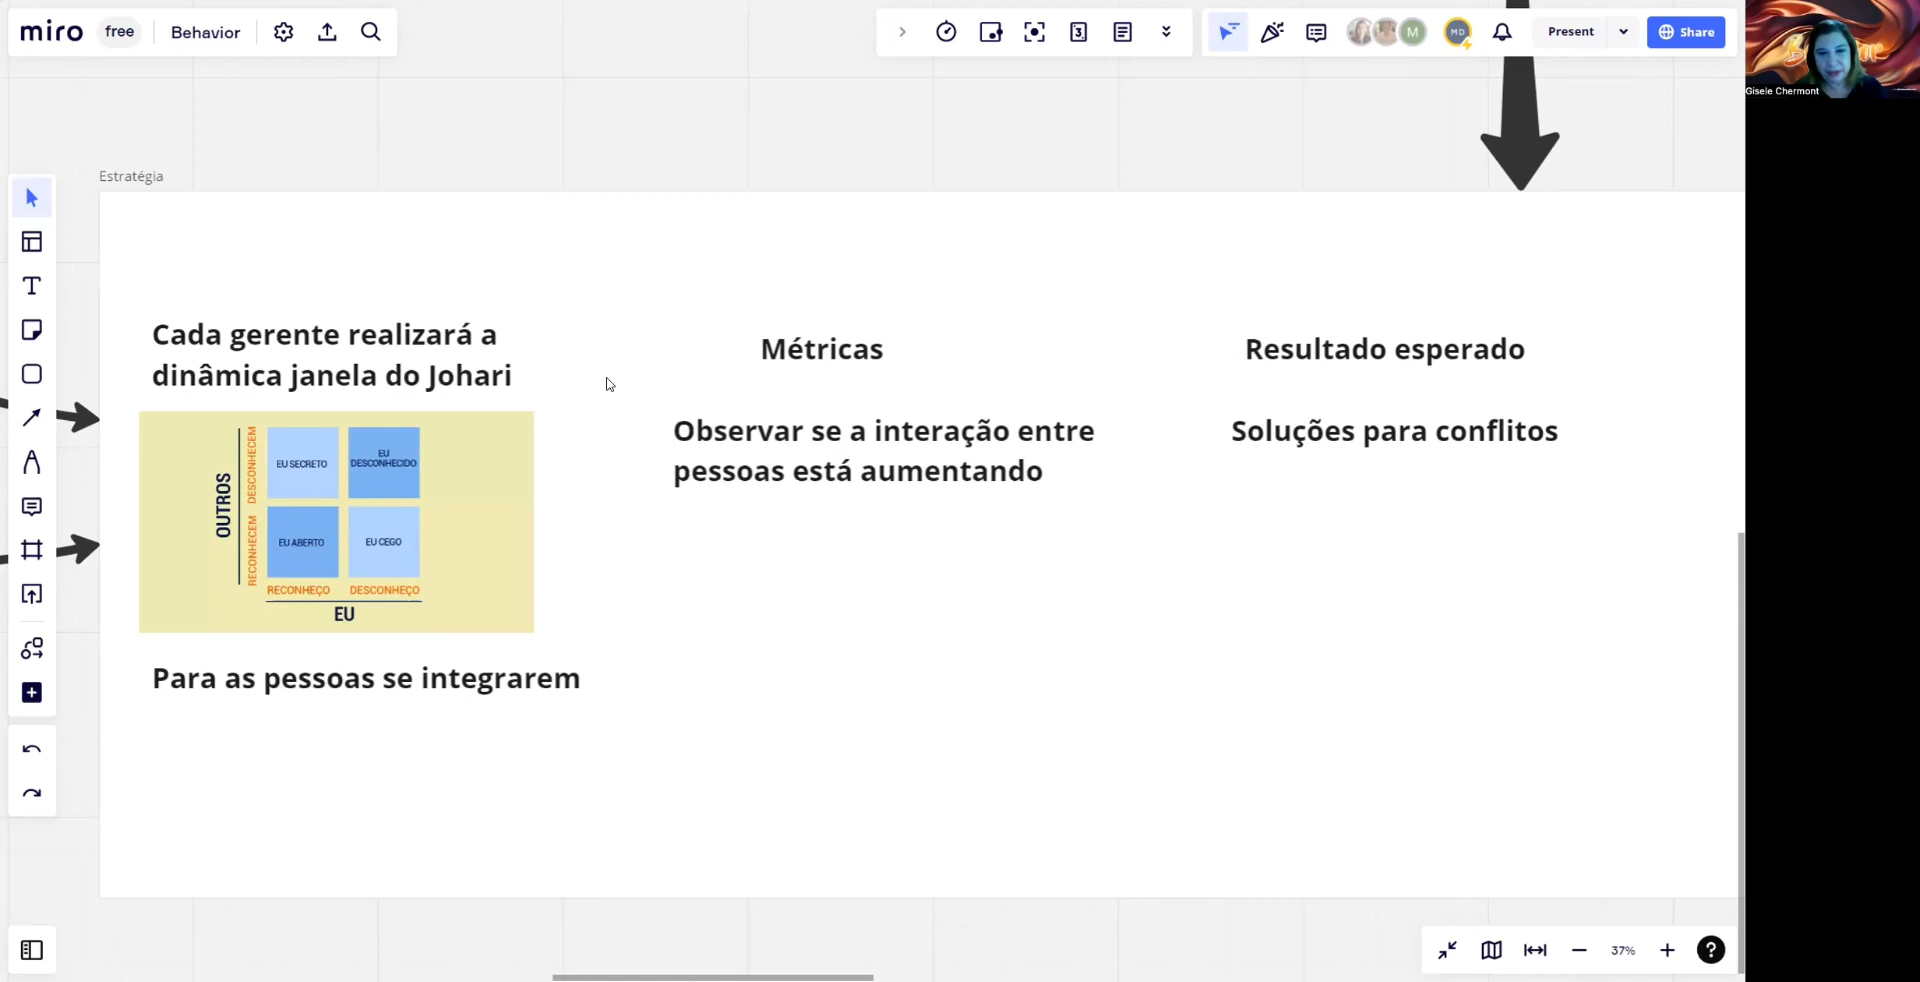 miro
free
Behavior
3
M
MD
Present
Share
Gisele Chermont
Estratégia
Cada gerente realizará a
dinâmica janela do Johari
OUTROS
DESCONHECEM
RECONHECEM
EU SECRETO
EU
DESCONHECIDO
EU ABERTO
EU CEGO
RECONHEÇO
DESCONHEÇO
EU
Para as pessoas se integrarem
Métricas
Observar se a interação entre
pessoas está aumentando
Resultado esperado
Soluções para conflitos
37%
?